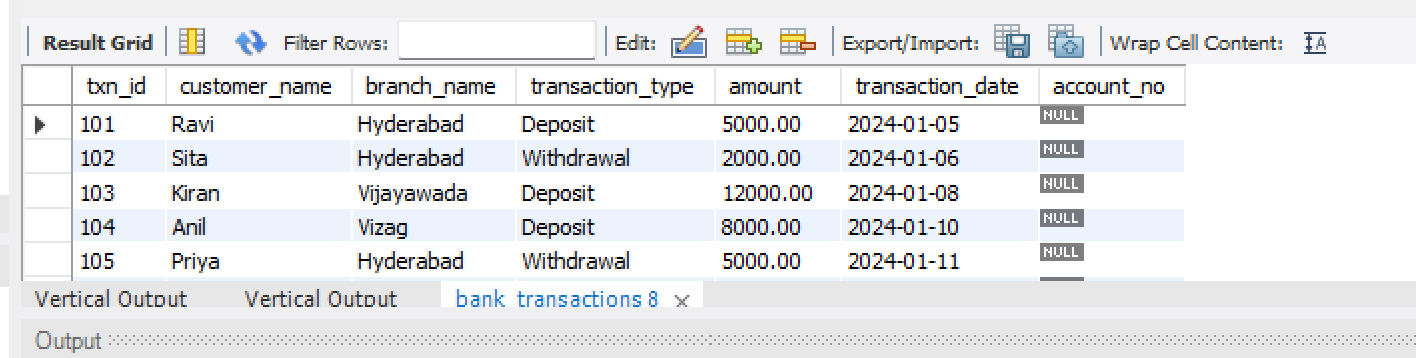 Result Grid Filter Rows: Edit: Export/Import: Wrap Cell Content: IA
txn_id customer_name branch_name transaction_type amount transaction_date account_no
101 Ravi Hyderabad Deposit 5000.00 2024-01-05 NULL
102 Sita Hyderabad Withdrawal 2000.00 2024-01-06 NULL
103 Kiran Vijayawada Deposit 12000.00 2024-01-08 NULL
104 Anil Vizag Deposit 8000.00 2024-01-10 NULL
105 Priya Hyderabad Withdrawal 5000.00 2024-01-11 NULL
Vertical Output Vertical Output bank_transactions 8
Output